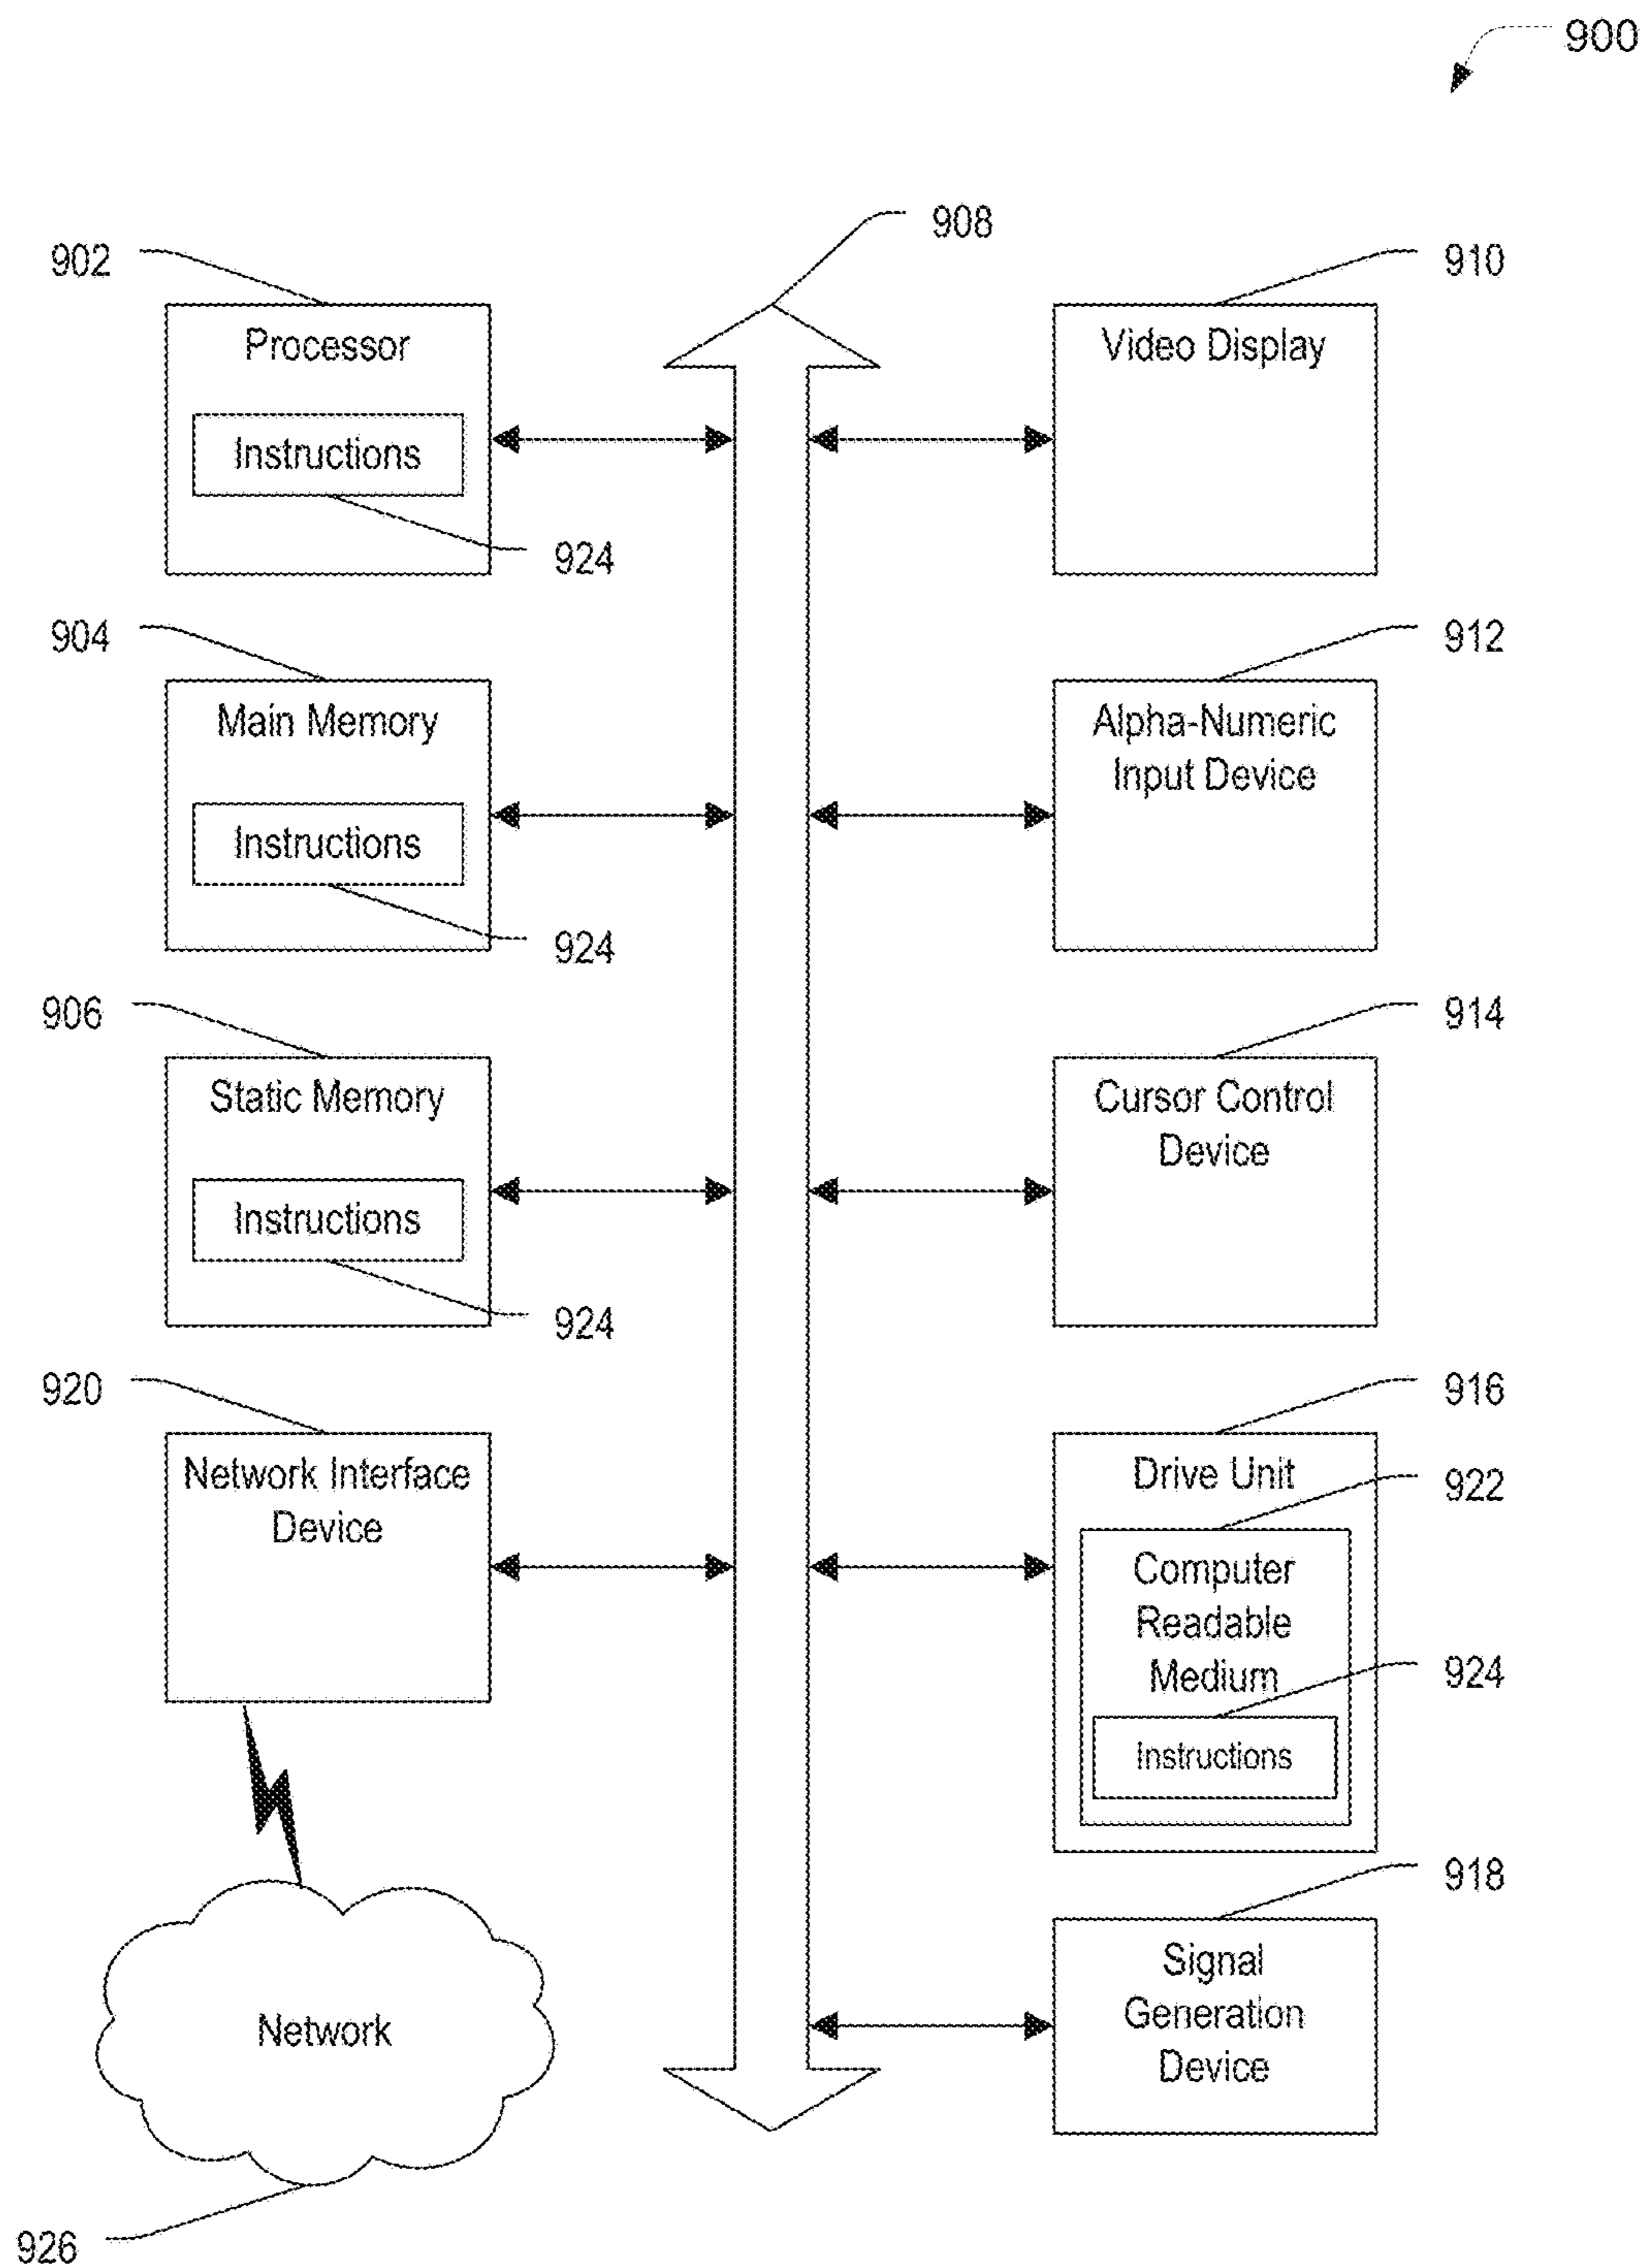 900
908
902
Processor
Instructions
924
910
Video Display
904
Main Memory
Instructions
924
912
Alpha-Numeric
Input Device
906
Static Memory
Instructions
924
914
Cursor Control
Device
920
Network Interface
Device
916
Drive Unit
922
Computer
Readable
Medium
924
Instructions
918
Signal
Generation
Device
Network
926